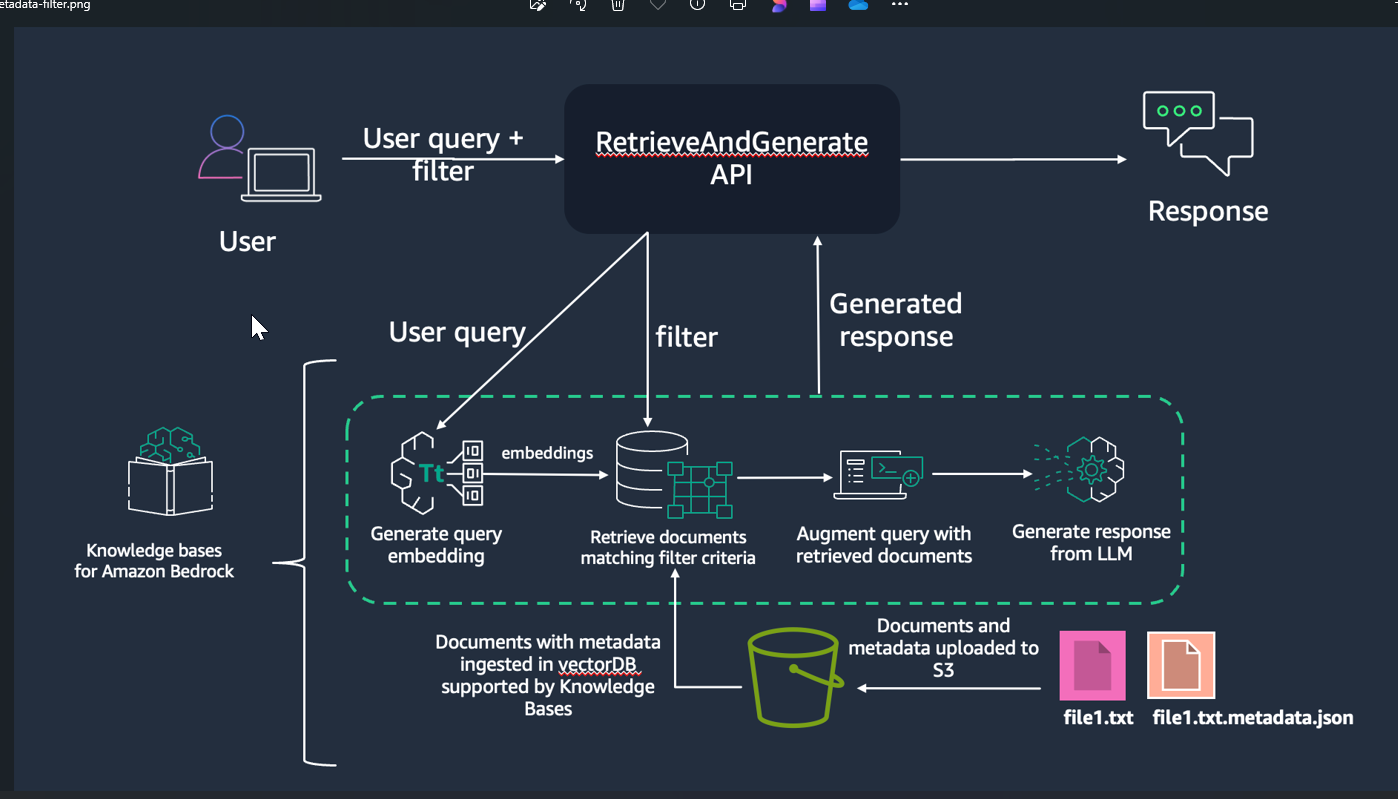 etadata-filter.png
User query +
filter
RetrieveAndGenerate
API
User
Response
User query
filter
Generated
response
Tt
embeddings
Generate query
embedding
Retrieve documents
matching filter criteria
Augment query with
retrieved documents
Generate response
from LLM
Knowledge bases
for Amazon Bedrock
Documents with metadata
ingested in vectorDB
supported by Knowledge
Bases
Documents and
metadata uploaded to
S3
file1.txt
file1.txt.metadata.json